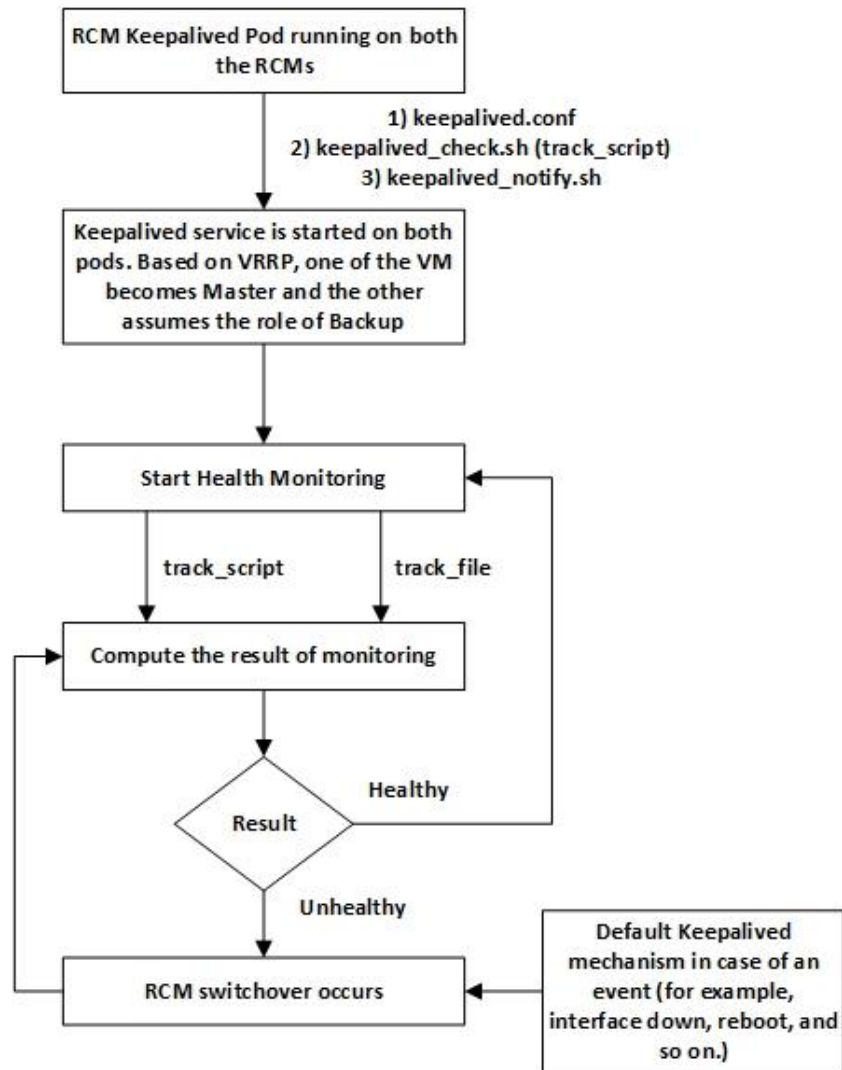 RCM Keepalived Pod running on both
the RCMs
1) keepalived.conf
2) keepalived_check.sh (track_script)
3) keepalived_notify.sh
Keepalived service is started on both
pods. Based on VRRP, one of the VM
becomes Master and the other
assumes the role of Backup
Start Health Monitoring
track_script
track_file
Compute the result of monitoring
Result
Healthy
Unhealthy
RCM switchover occurs
Default Keepalived
mechanism in case of an
event (for example,
interface down, reboot, and
so on.)